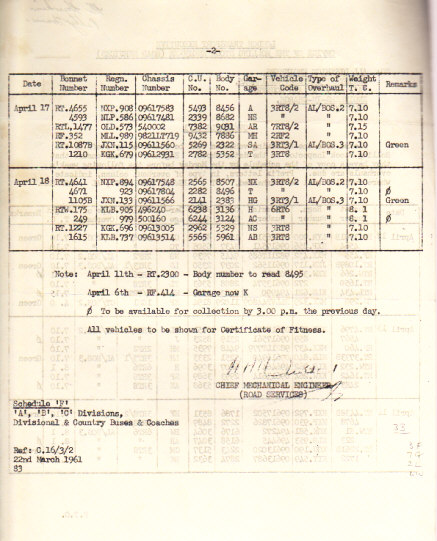 -2-
Date Bonnet Number Regn. Number Chassis Number C.U. No. Body No. Gar- age Vehicle Code Type of Overhaul Weight T. C. Remarks
April 17 RT.4655 NXP.908 09617583 5493 8456 A 3RT8/2 AL/BOS.2 7.10
4593 NLP.586 09617481 2339 8682 NS " " 7.10
RTL.1477 OLD.573 540002 7382 9031 AR 7RT8/2 " 7.15
RF.352 MLL.989 9821LT719 9432 7886 MH 2RF2 " 7.10
RT.1087B JXN.115 09611560 5269 2322 SA 3RT3/1 AL/BOS.3 7.10 Green
1210 KGK.679 09612931 2782 5352 T 3RT8 " 7.10
April 18 RT.4641 NXP.894 09617548 2565 8507 NX 3RT8/2 AL/BOS.2 7.10
4671 923 09617804 2282 8496 T " " 7.10 ∅
1105B JXN.133 09611566 2141 2383 HG 3RT3/1 AL/BOS.3 7.10 Green
RTW.175 KLB.905 496240 6238 3136 H 6RT6 " 8. 1
249 979 500160 6244 3124 AC " " 8. 1 ∅
RT.1227 KGK.696 09613005 2962 5329 NS 3RT8 " 7.10
1615 KLB.737 09613514 5565 5961 AB 3RT8 " 7.10
Note: April 11th - RT.2300 - Body number to read 8495
April 6th - RF.414 - Garage now K
∅ To be available for collection by 3.00 p.m. the previous day.
All vehicles to be shown for Certificate of Fitness.
CHIEF MECHANICAL ENGINEER
(ROAD SERVICES)
Schedule 'F'
'A', 'B', 'C' Divisions,
Divisional & Country Buses & Coaches
Ref: C.16/3/2
22nd March 1961
S3
33